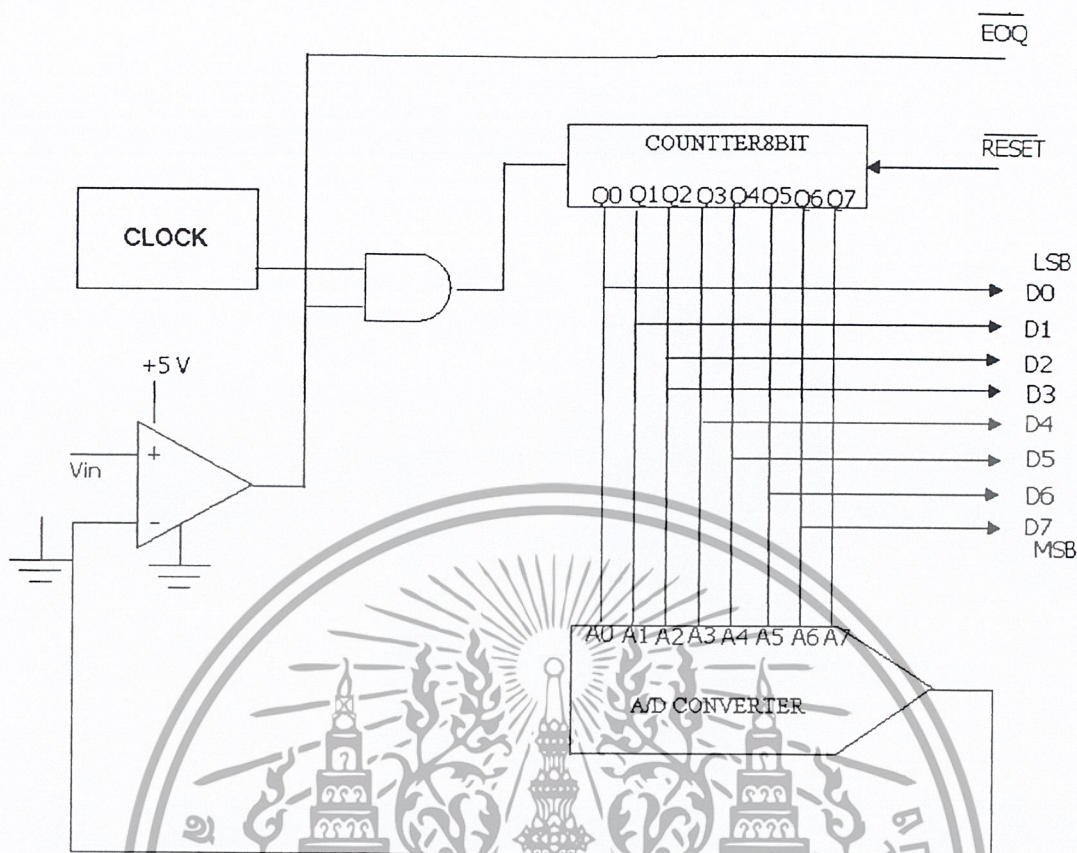 EOQ
COUNTTER8BIT
RESET
Q0 Q1 Q2 Q3 Q4 Q5 Q6 Q7
CLOCK
LSB
D0
D1
+5 V
D2
D3
D4
+
Vin
D5
D6
-
D7
MSB
A0 A1 A2 A3 A4 A5 A6 A7
A/D CONVERTER